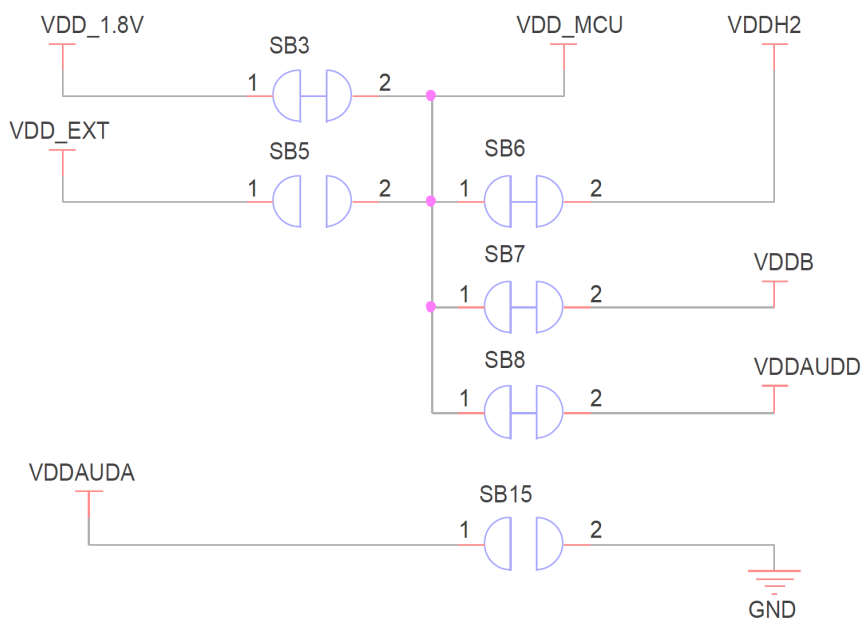 VDD_1.8V
VDD_MCU
VDDH2
SB3
1
2
VDD_EXT
SB5
SB6
1
2
1
2
SB7
VDDB
1
2
SB8
VDDAUDD
1
2
VDDAUDA
SB15
1
2
GND